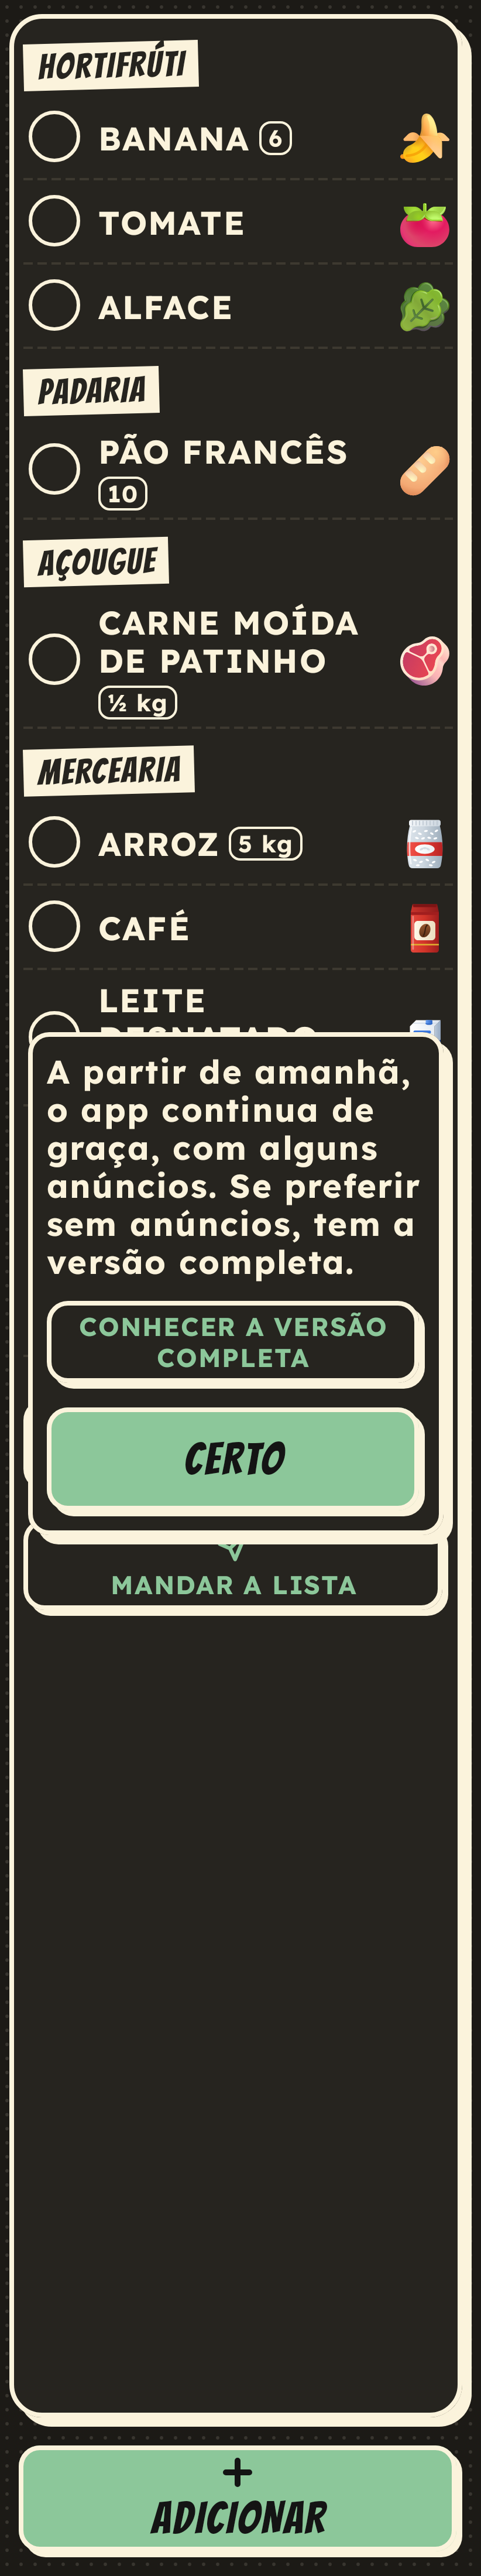 HORTIFRÚTI
BANANA 6
TOMATE
ALFACE
PADARIA
PÃO FRANCÊS
10
AÇOUGUE
CARNE MOÍDA
DE PATINHO
½ kg
MERCEARIA
ARROZ 5 kg
CAFÉ
LEITE
DESNATADO
A partir de amanhã,
o app continua de
graça, com alguns
anúncios. Se preferir
sem anúncios, tem a
versão completa.
CONHECER A VERSÃO
COMPLETA
CERTO
MANDAR A LISTA
+
ADICIONAR